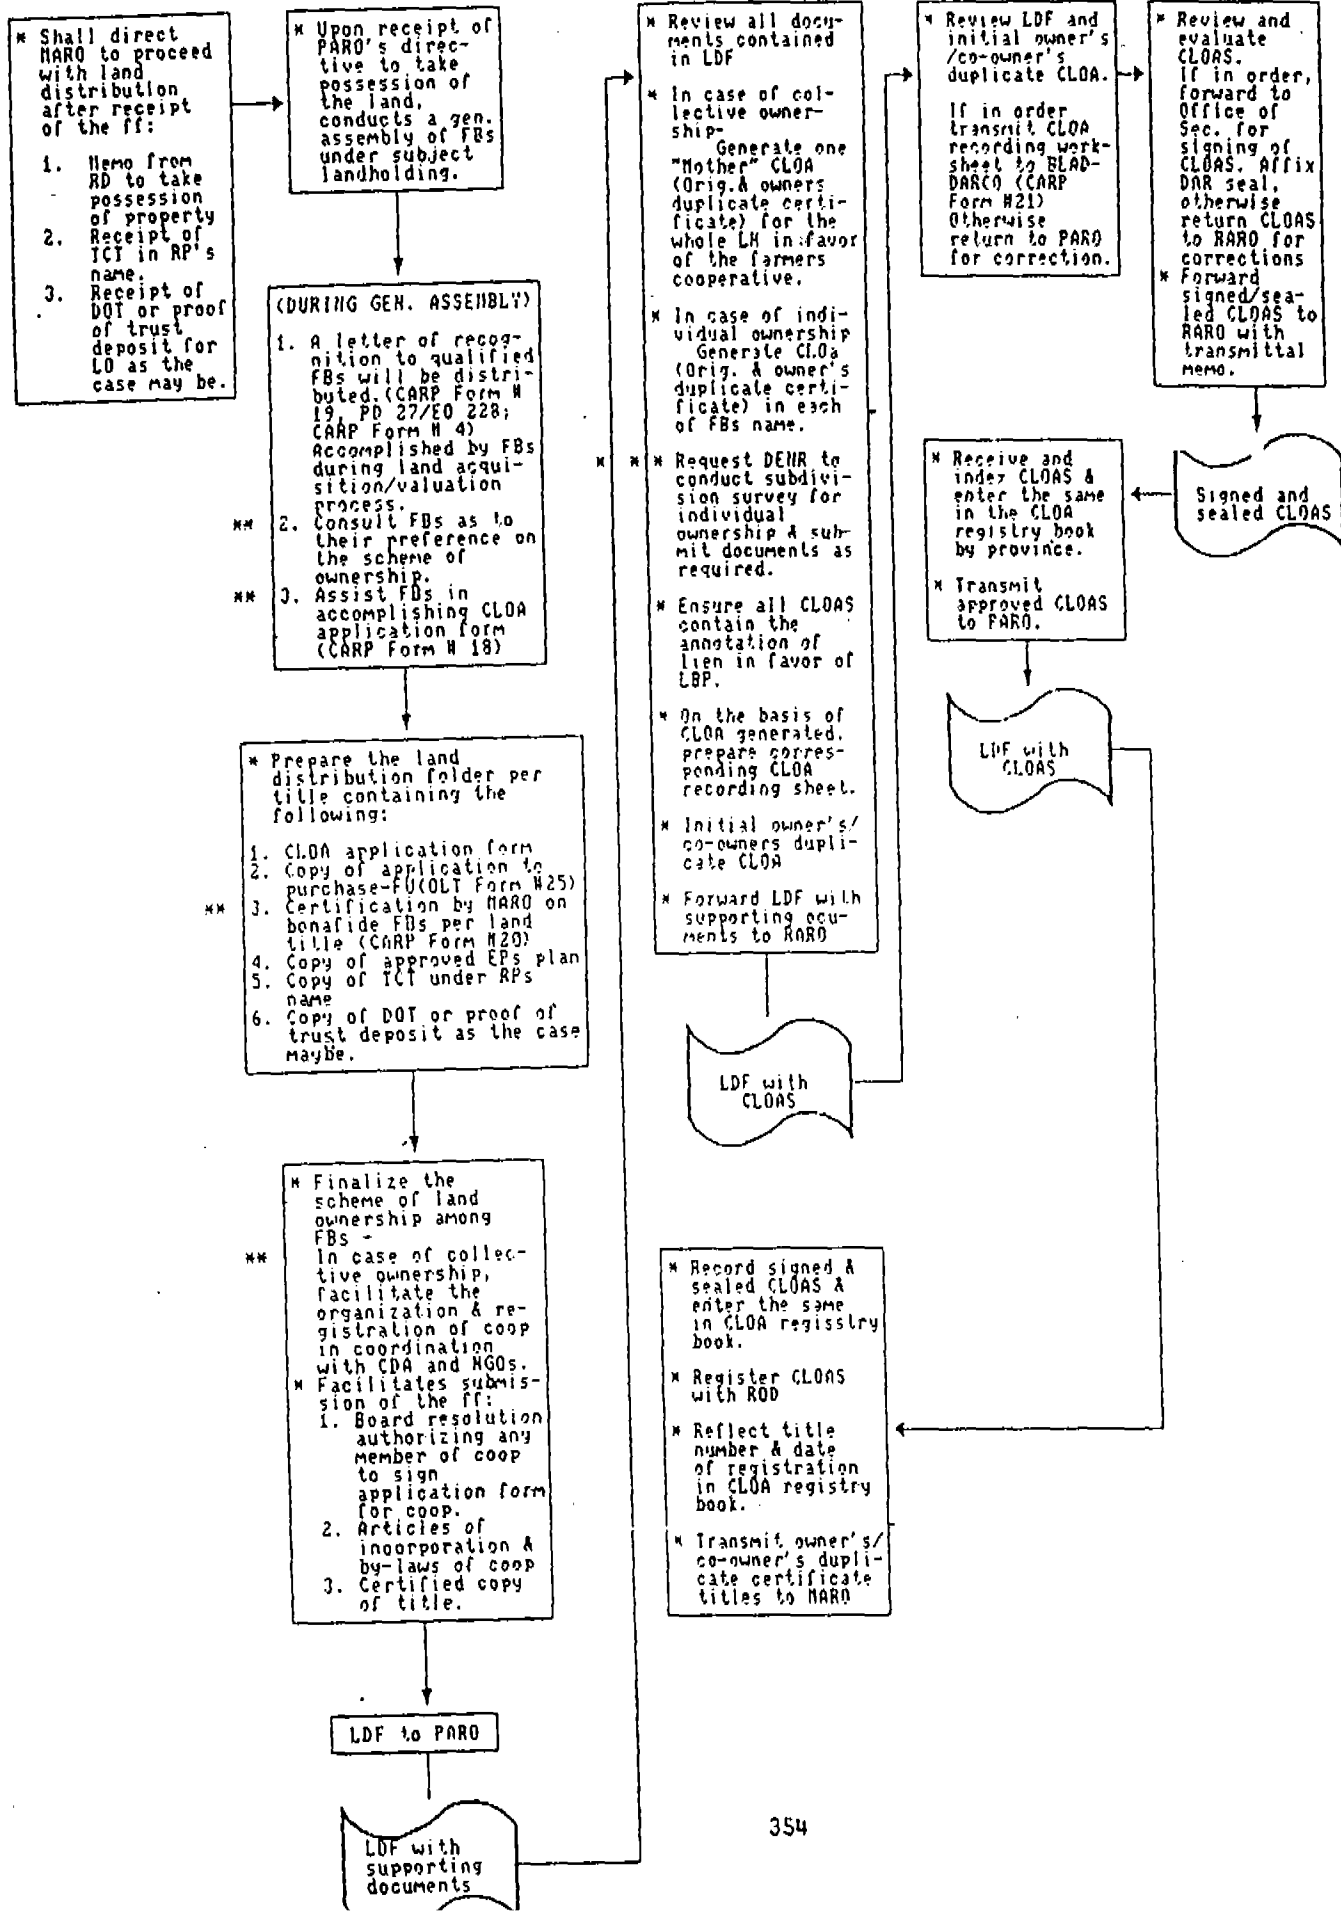 * Shall direct
MARO to proceed
with land
distribution
after receipt
of the ff:
1. Memo from
RD to take
possession
of property
2. Receipt of
TCT in RP's
name.
3. Receipt of
DOT or proof
of trust
deposit for
LO as the
case may be.
* Upon receipt of
PARO's direc-
tive to take
possession of
the land,
conducts a gen.
assembly of FBs
under subject
landholding.
(DURING GEN. ASSEMBLY)
1. A letter of recog-
nition to qualified
FBs will be distri-
buted.(CARP Form #
19, PD 27/EO 228;
CARP Form # 4)
Accomplished by FBs
during land acqui-
sition/valuation
process.
** 2. Consult FBs as to
their preference on
the scheme of
ownership.
** 3. Assist FBs in
accomplishing CLOA
application form
(CARP Form # 18)
* Prepare the land
distribution folder per
title containing the
following:
1. CLOA application form
2. Copy of application to
purchase-FU(OLT Form #25)
** 3. Certification by MARO on
bonafide FBs per land
title (CARP Form #20)
4. Copy of approved EPs plan
5. Copy of TCT under RPs
name
6. Copy of DOT or proof of
trust deposit as the case
maybe.
* Finalize the
scheme of land
ownership among
FBs -
** In case of collec-
tive ownership,
facilitate the
organization & re-
gistration of coop
in coordination
with CDA and NGOs.
* Facilitates submis-
sion of the ff:
1. Board resolution
authorizing any
member of coop
to sign
application form
for coop.
2. Articles of
incorporation &
by-laws of coop
3. Certified copy
of title.
LDF to PARO
LDF with
supporting
documents
* Review all docu-
ments contained
in LDF
* In case of col-
lective owner-
ship-
Generate one
"Mother" CLOA
(Orig.& owners
duplicate certi-
ficate) for the
whole LH in favor
of the farmers
cooperative.
* In case of indi-
vidual ownership
Generate CLOa
(Orig. & owner's
duplicate certi-
ficate) in each
of FBs name.
* * * Request DENR to
conduct subdivi-
sion survey for
individual
ownership & sub-
mit documents as
required.
* Ensure all CLOAS
contain the
annotation of
lien in favor of
LBP.
* On the basis of
CLOA generated,
prepare corres-
ponding CLOA
recording sheet.
* Initial owner's/
co-owners dupli-
cate CLOA
* Forward LDF with
supporting ocu-
ments to RARO
LDF with
CLOAS
* Review LDF and
initial owner's
/co-owner's
duplicate CLOA.
If in order
transmit CLOA
recording work-
sheet to BLAD-
DARCO (CARP
Form #21)
Otherwise
return to PARO
for correction.
* Review and
evaluate
CLOAS.
If in order,
forward to
Office of
Sec. for
signing of
CLOAS. Affix
DAR seal,
otherwise
return CLOAS
to RARO for
corrections
* Forward
signed/sea-
led CLOAS to
RARO with
transmittal
memo.
Signed and
sealed CLOAS
* Receive and
index CLOAS &
enter the same
in the CLOA
registry book
by province.
* Transmit
approved CLOAS
to PARO.
LDF with
CLOAS
* Record signed &
sealed CLOAS &
enter the same
in CLOA regisstry
book.
* Register CLOAS
with ROD
* Reflect title
number & date
of registration
in CLOA registry
book.
* Transmit owner's/
co-owner's dupli-
cate certificate
titles to MARO
354